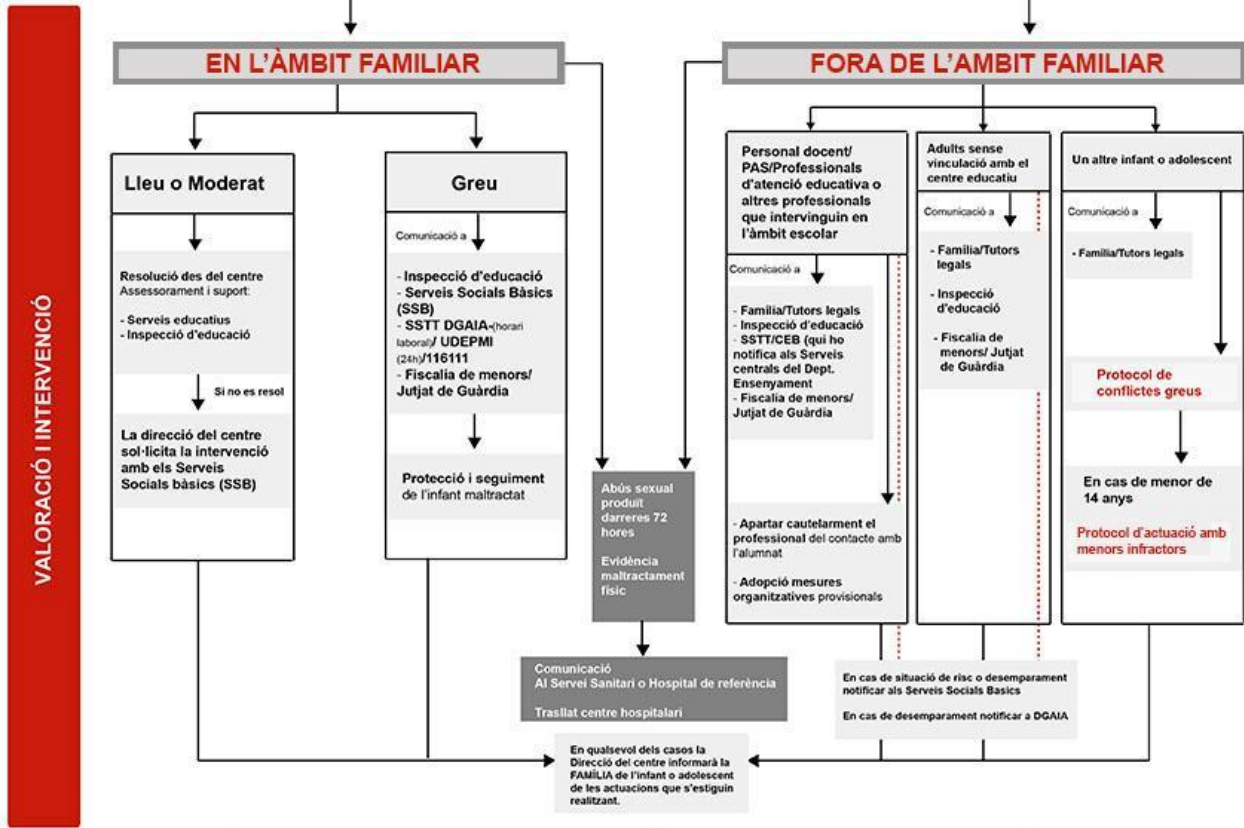 VALORACIÓ I INTERVENCIÓ
EN L'ÀMBIT FAMILIAR
Lleu o Moderat
Resolució des del centre
Assessorament i suport:
- Serveis educatius
- Inspecció d'educació
Si no es resol
La direcció del centre
sol·licita la intervenció
amb els Serveis
Socials bàsics (SSB)
Greu
Comunicació a
- Inspecció d'educació
- Serveis Socials Bàsics
(SSB)
- SSTT DGAIA-(horari
laboral)/ UDEPMI
(24h)/116111
- Fiscalia de menors/
Jutjat de Guàrdia
Protecció i seguiment
de l'infant maltractat
Abús sexual
produït
darreres 72
hores
Evidència
maltractament
físic
Comunicació
Al Servei Sanitari o Hospital de referència
Trasllat centre hospitalari
FORA DE L'AMBIT FAMILIAR
Personal docent/
PAS/Professionals
d'atenció educativa o
altres professionals
que intervinguin en
l'àmbit escolar
Comunicació a
- Família/Tutors legals
- Inspecció d'educació
- SSTT/CEB (qui ho
notifica als Serveis
centrals del Dept.
Ensenyament
- Fiscalia de menors/
Jutjat de Guàrdia
- Apartar cautelarment el
professional del contacte amb
l'alumnat
- Adopció mesures
organitzatives provisionals
Adults sense
vinculació amb el
centre educatiu
Comunicació a
- Família/Tutors
legals
- Inspecció
d'educació
- Fiscalia de
menors/ Jutjat
de Guàrdia
Un altre infant o adolescent
Comunicació a
- Família/Tutors legals
Protocol de
conflictes greus
En cas de menor de
14 anys
Protocol d'actuació amb
menors infractors
En cas de situació de risc o desemparament
notificar als Serveis Socials Basics
En cas de desemparament notificar a DGAIA
En qualsevol dels casos la
Direcció del centre informarà la
FAMÍLIA de l'infant o adolescent
de les actuacions que s'estiguin
realitzant.